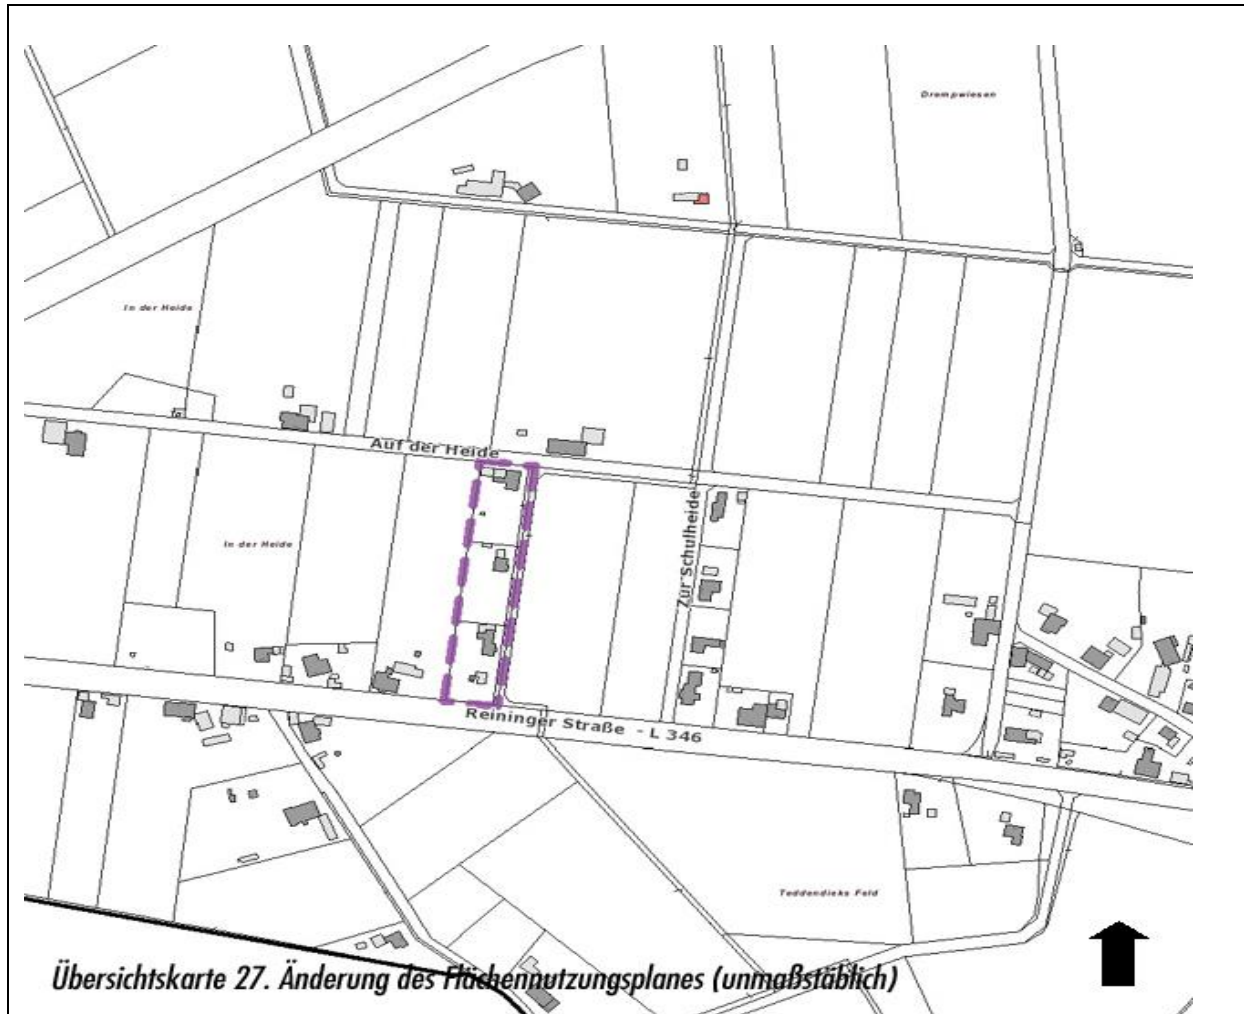 Drempwiesen
In der Heide
Auf der Heide
In der Heide
Zur Schulheide
Reininger Straße - L 346
Teddendieks Feld
Übersichtskarte 27. Änderung des Flächennutzungsplanes (unmaßstäblich)